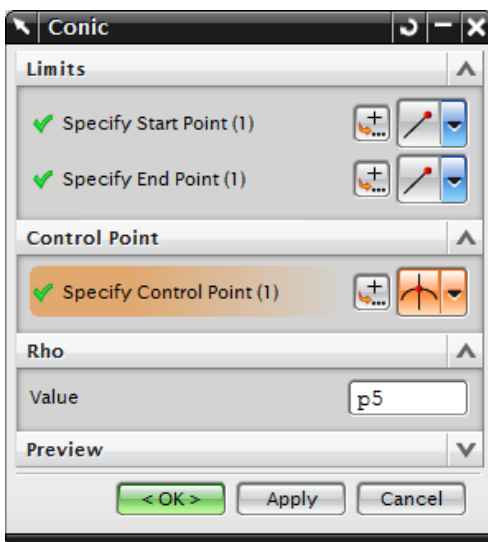 Conic
Limits
Specify Start Point (1)
Specify End Point (1)
Control Point
Specify Control Point (1)
Rho
Value p5
Preview
< OK > Apply Cancel